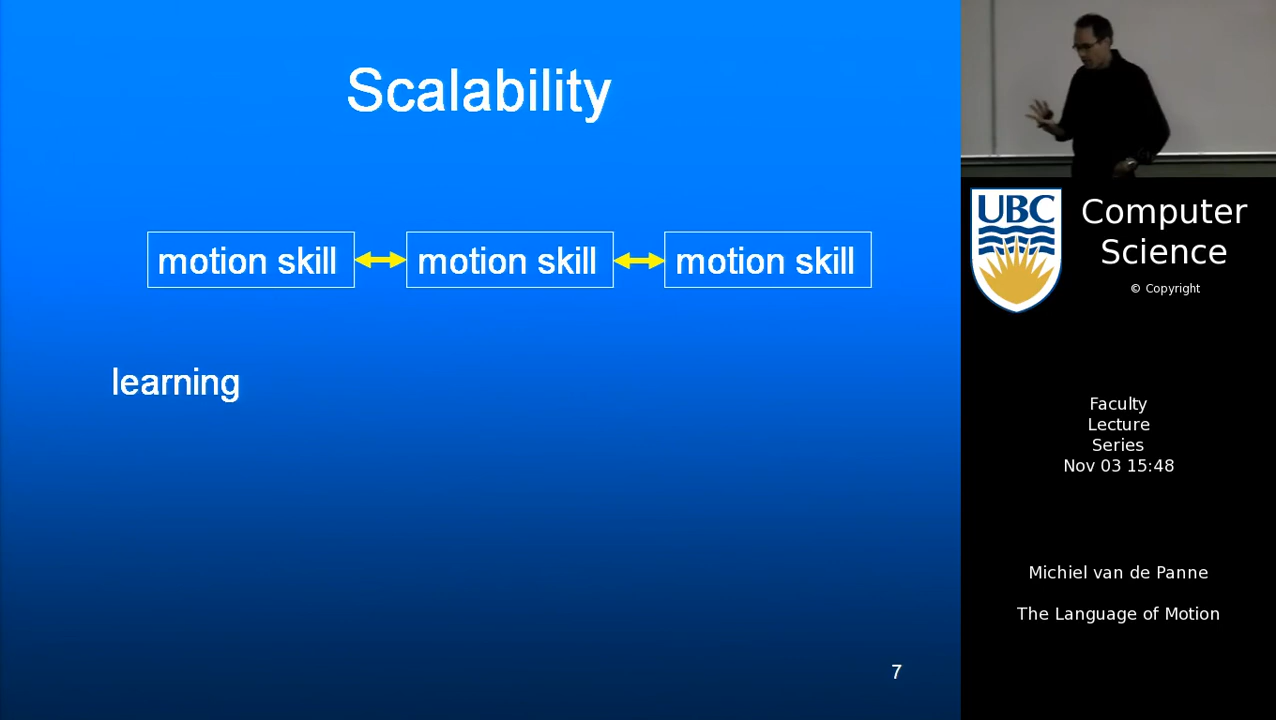 Scalability
motion skill motion skill motion skill
learning
7
UBC
Computer
Science
© Copyright
Faculty
Lecture
Series
Nov 03 15:48
Michiel van de Panne
The Language of Motion